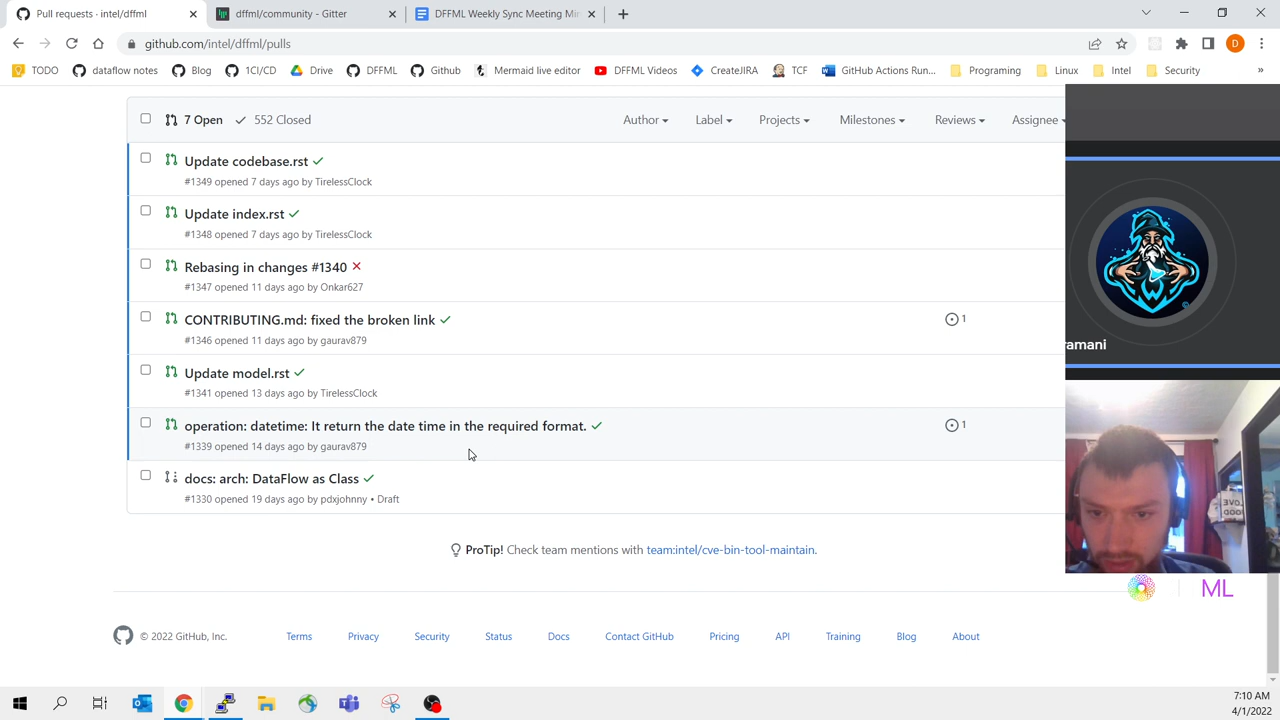 Pull requests · intel/dffml
dffml/community - Gitter
DFFML Weekly Sync Meeting Min
github.com/intel/dffml/pulls
D
TODO
dataflow notes
Blog
1CI/CD
Drive
DFFML
Github
Mermaid live editor
DFFML Videos
CreateJIRA
TCF
GitHub Actions Run...
Programing
Linux
Intel
Security
»
7 Open
552 Closed
Author
Label
Projects
Milestones
Reviews
Assignee
Update codebase.rst
#1349 opened 7 days ago by TirelessClock
Update index.rst
#1348 opened 7 days ago by TirelessClock
Rebasing in changes #1340
#1347 opened 11 days ago by Onkar627
CONTRIBUTING.md: fixed the broken link
1
#1346 opened 11 days ago by gaurav879
Update model.rst
#1341 opened 13 days ago by TirelessClock
operation: datetime: It return the date time in the required format.
1
#1339 opened 14 days ago by gaurav879
docs: arch: DataFlow as Class
#1330 opened 19 days ago by pdxjohnny • Draft
ramani
ProTip! Check team mentions with team:intel/cve-bin-tool-maintain.
ML
© 2022 GitHub, Inc.
Terms
Privacy
Security
Status
Docs
Contact GitHub
Pricing
API
Training
Blog
About
7:10 AM
4/1/2022